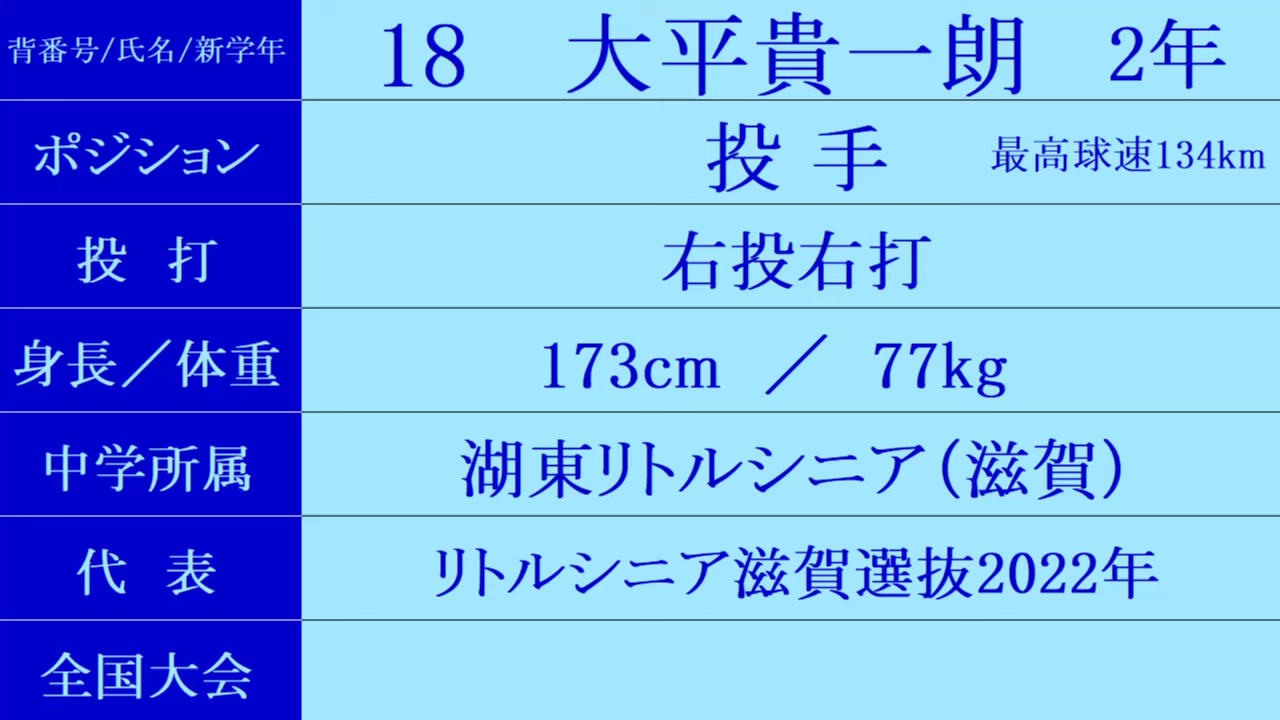 背番号/氏名/新学年 18 大平貴一朗 2年
ポジション 投手 最高球速134km
投 打 右投右打
身長／体重 173cm ／ 77kg
中学所属 湖東リトルシニア(滋賀)
代 表 リトルシニア滋賀選抜2022年
全国大会